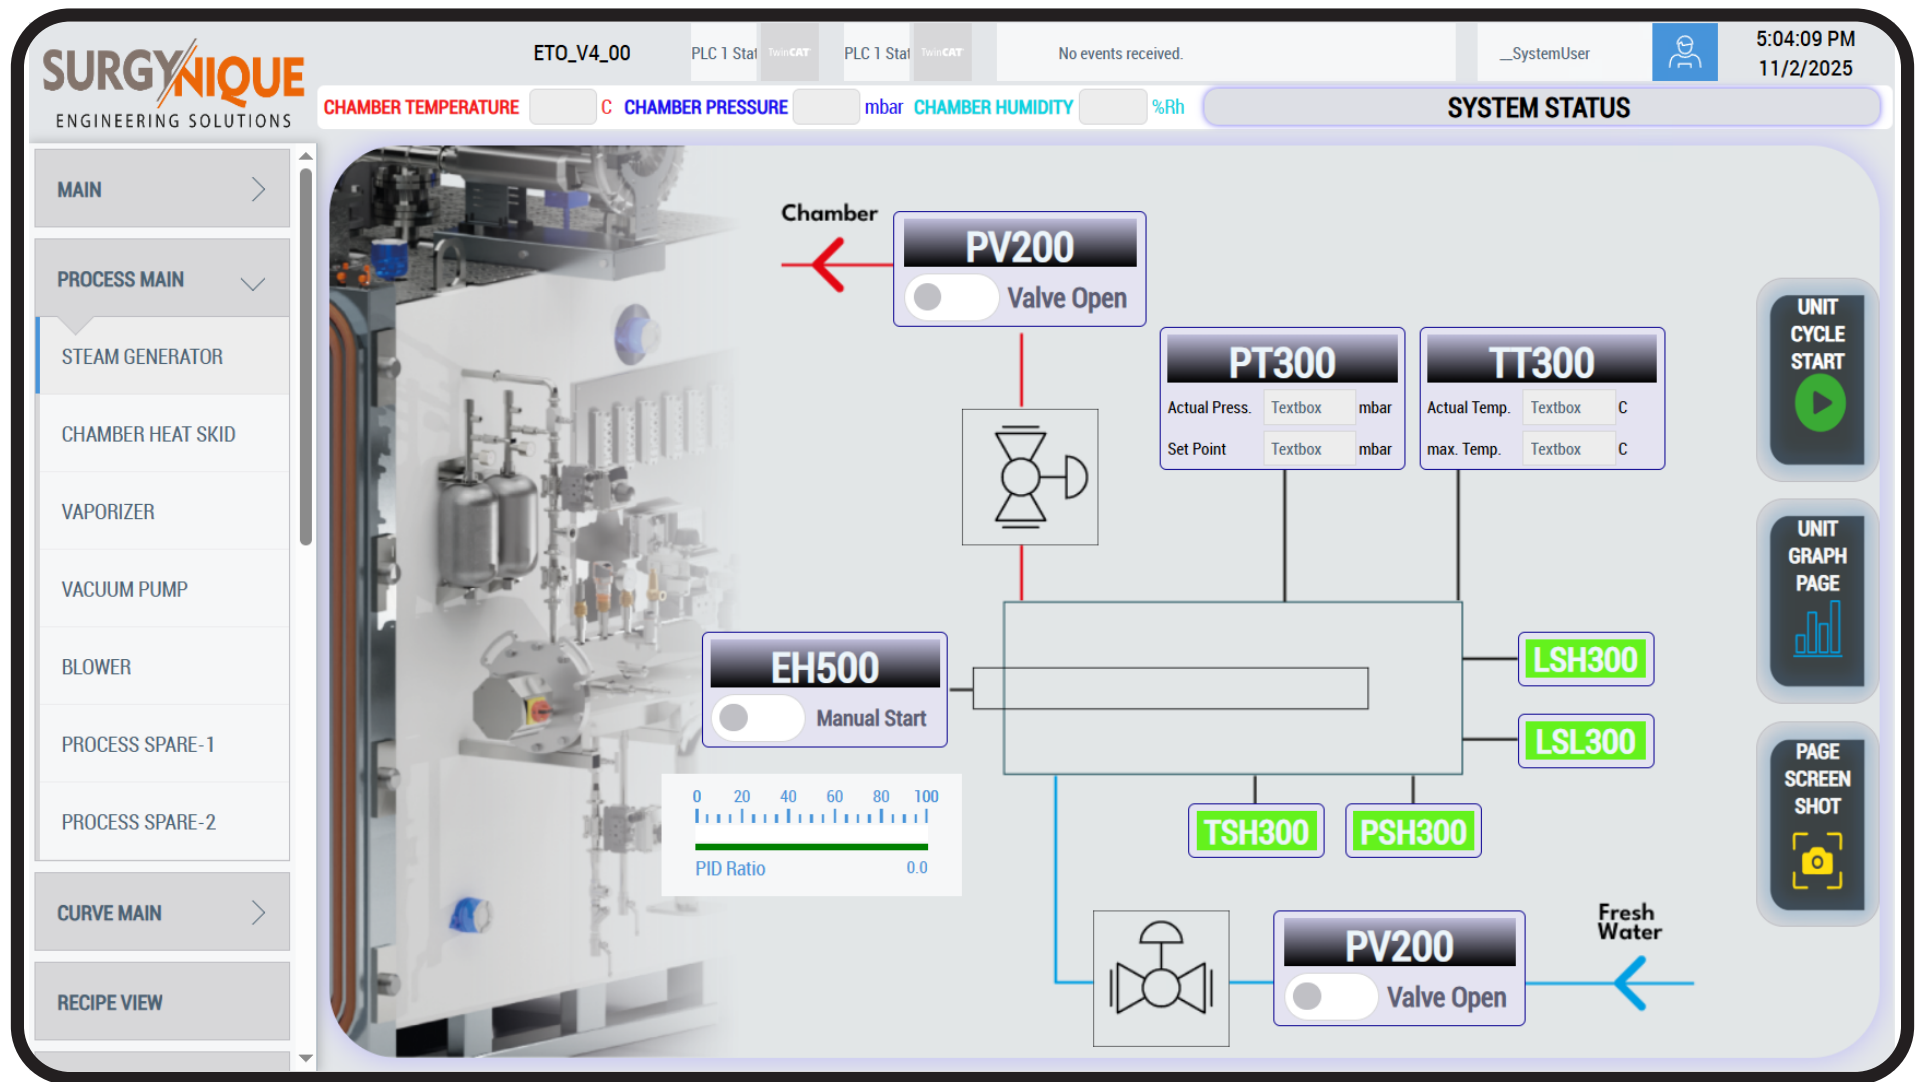 SURGYNIQUE
ENGINEERING SOLUTIONS
ETO_V4_00
PLC 1 Stat
TwinCAT
PLC 1 Stat
TwinCAT
No events received.
_SystemUser
5:04:09 PM
11/2/2025
CHAMBER TEMPERATURE C CHAMBER PRESSURE mbar CHAMBER HUMIDITY %Rh
SYSTEM STATUS
MAIN
PROCESS MAIN
STEAM GENERATOR
CHAMBER HEAT SKID
VAPORIZER
VACUUM PUMP
BLOWER
PROCESS SPARE-1
PROCESS SPARE-2
CURVE MAIN
RECIPE VIEW
Chamber
PV200
Valve Open
PT300
Actual Press. Textbox mbar
Set Point Textbox mbar
TT300
Actual Temp. Textbox C
max. Temp. Textbox C
EH500
Manual Start
0 20 40 60 80 100
PID Ratio 0.0
LSH300
LSL300
TSH300
PSH300
PV200
Valve Open
Fresh
Water
UNIT
CYCLE
START
UNIT
GRAPH
PAGE
PAGE
SCREEN
SHOT